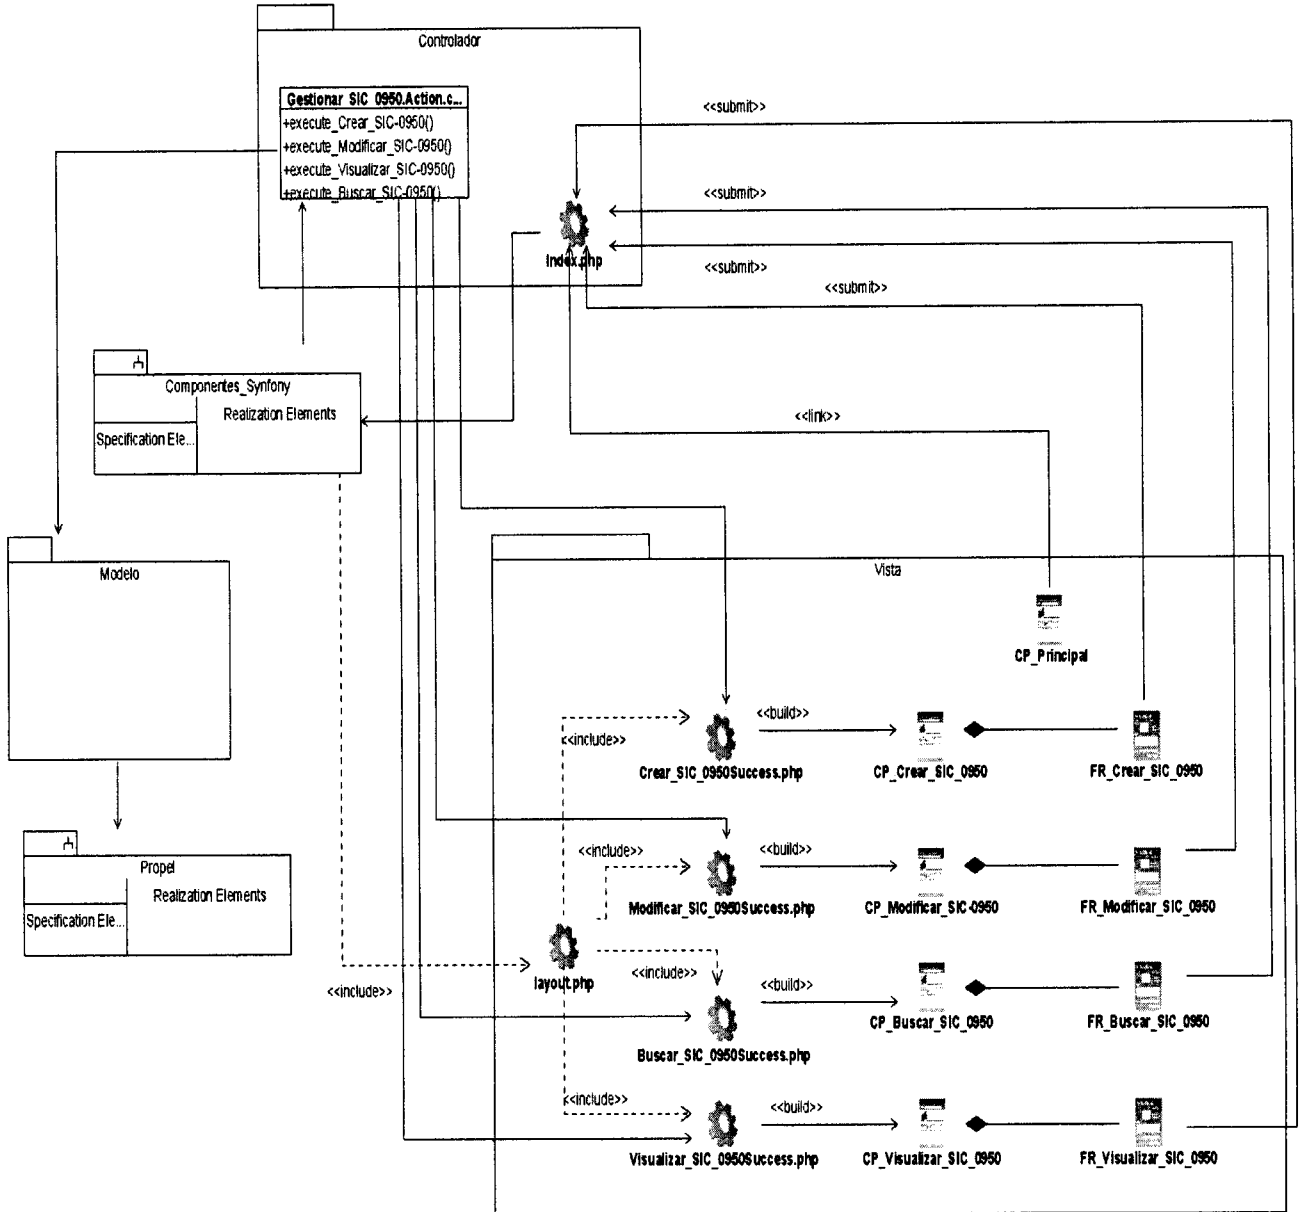 Controlador
Gestionar_SIC_0950.Action.c...
+execute_Crear_SIC-0950()
+execute_Modificar_SIC-0950()
+execute_Visualizar_SIC-0950()
+execute_Buscar_SIC-0950()
Index.php
<<submit>>
<<submit>>
<<submit>>
<<submit>>
<<link>>
Componentes_Synfony
Realization Elements
Specification Ele...
Modelo
Propel
Realization Elements
Specification Ele...
<<include>>
Vista
CP_Principal
<<include>>
<<build>>
Crear_SIC_0950Success.php
CP_Crear_SIC_0950
FR_Crear_SIC_0950
<<include>>
<<build>>
Modificar_SIC_0950Success.php
CP_Modificar_SIC-0950
FR_Modificar_SIC_0950
layout.php
<<include>>
<<build>>
Buscar_SIC_0950Success.php
CP_Buscar_SIC_0950
FR_Buscar_SIC_0950
<<include>>
<<build>>
Visualizar_SIC_0950Success.php
CP_Visualizar_SIC_0950
FR_Visualizar_SIC_0950